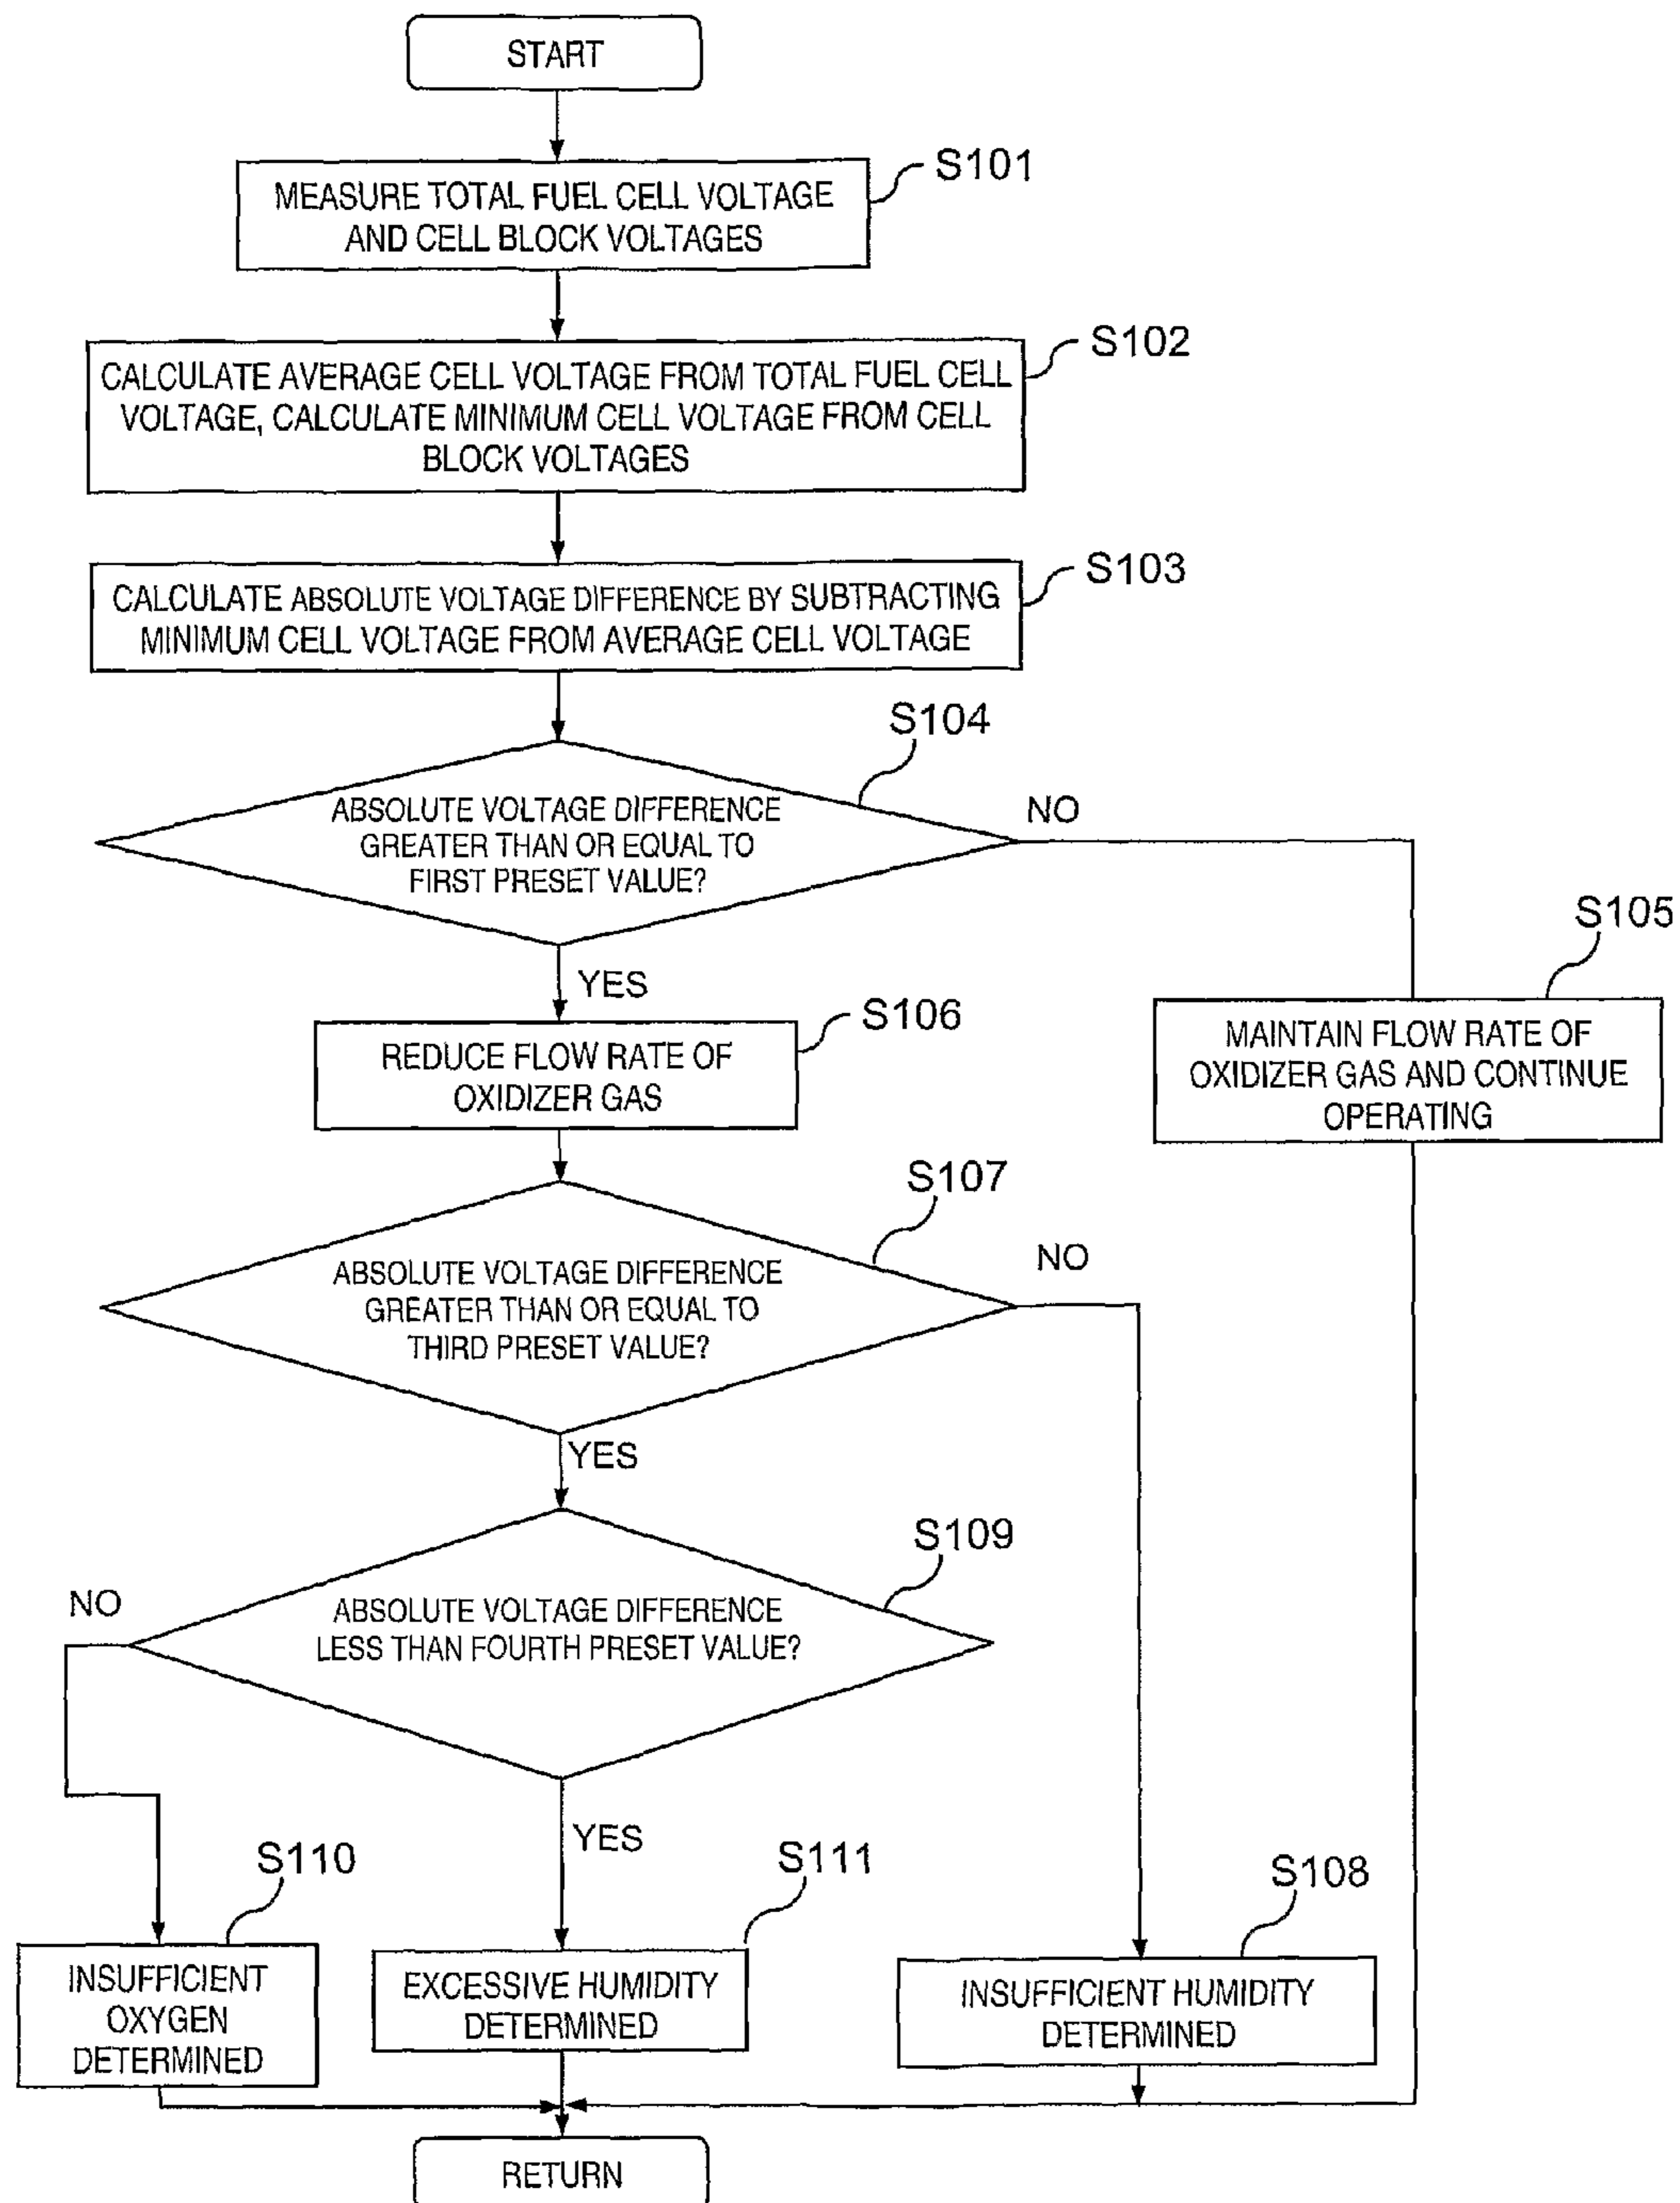 START
S101
MEASURE TOTAL FUEL CELL VOLTAGE
AND CELL BLOCK VOLTAGES
S102
CALCULATE AVERAGE CELL VOLTAGE FROM TOTAL FUEL CELL
VOLTAGE, CALCULATE MINIMUM CELL VOLTAGE FROM CELL
BLOCK VOLTAGES
S103
CALCULATE ABSOLUTE VOLTAGE DIFFERENCE BY SUBTRACTING
MINIMUM CELL VOLTAGE FROM AVERAGE CELL VOLTAGE
S104
ABSOLUTE VOLTAGE DIFFERENCE
GREATER THAN OR EQUAL TO
FIRST PRESET VALUE?
NO
YES
S105
MAINTAIN FLOW RATE OF
OXIDIZER GAS AND CONTINUE
OPERATING
S106
REDUCE FLOW RATE OF
OXIDIZER GAS
S107
ABSOLUTE VOLTAGE DIFFERENCE
GREATER THAN OR EQUAL TO
THIRD PRESET VALUE?
NO
YES
S109
ABSOLUTE VOLTAGE DIFFERENCE
LESS THAN FOURTH PRESET VALUE?
NO
YES
S110
INSUFFICIENT
OXYGEN
DETERMINED
S111
EXCESSIVE HUMIDITY
DETERMINED
S108
INSUFFICIENT HUMIDITY
DETERMINED
RETURN